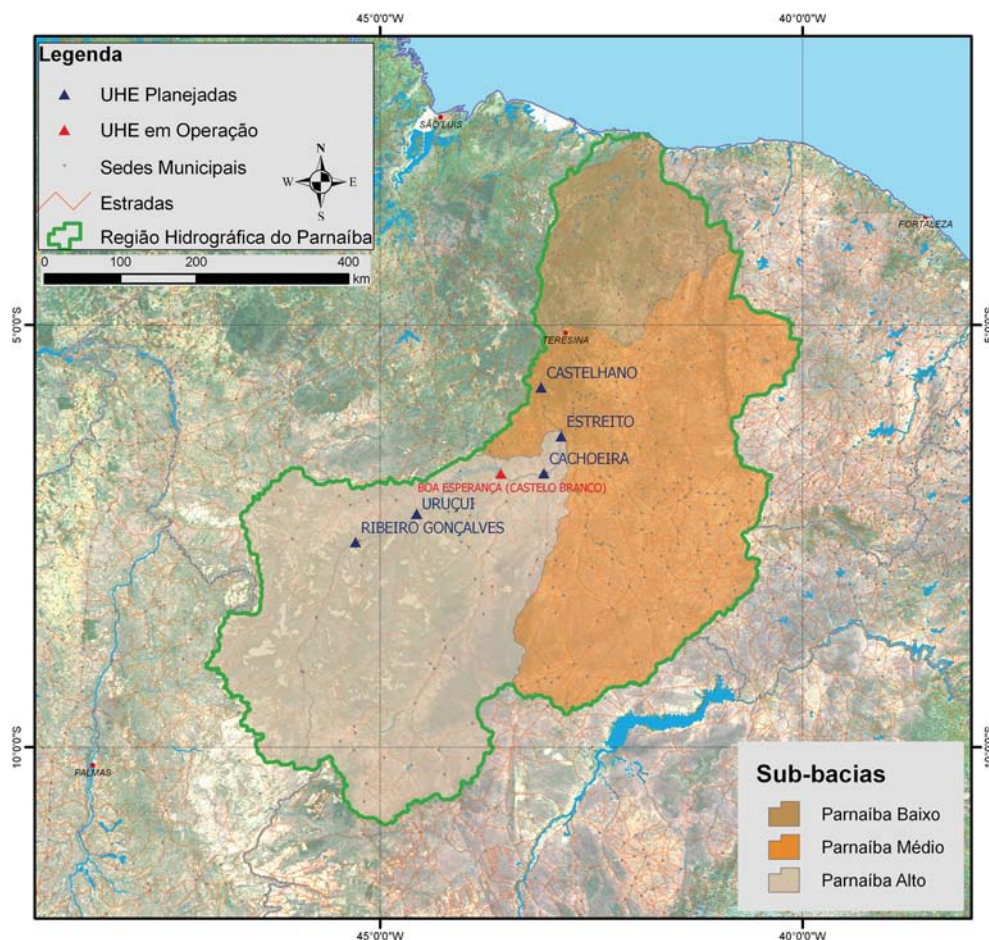 45°0'0"W
40°0'0"W
Legenda
UHE Planejadas
UHE em Operação
Sedes Municipais
Estradas
Região Hidrográfica do Parnaíba
N
W
E
S
0
100
200
400
km
SÃO LUIS
FORTALEZA
5°0'0"S
5°0'0"S
TERESINA
CASTELHANO
ESTREITO
CACHOEIRA
BOA ESPERANÇA (CASTELO BRANCO)
URUÇUI
RIBEIRO GONÇALVES
10°0'0"S
10°0'0"S
PALMAS
Sub-bacias
Parnaíba Baixo
Parnaíba Médio
Parnaíba Alto
45°0'0"W
40°0'0"W